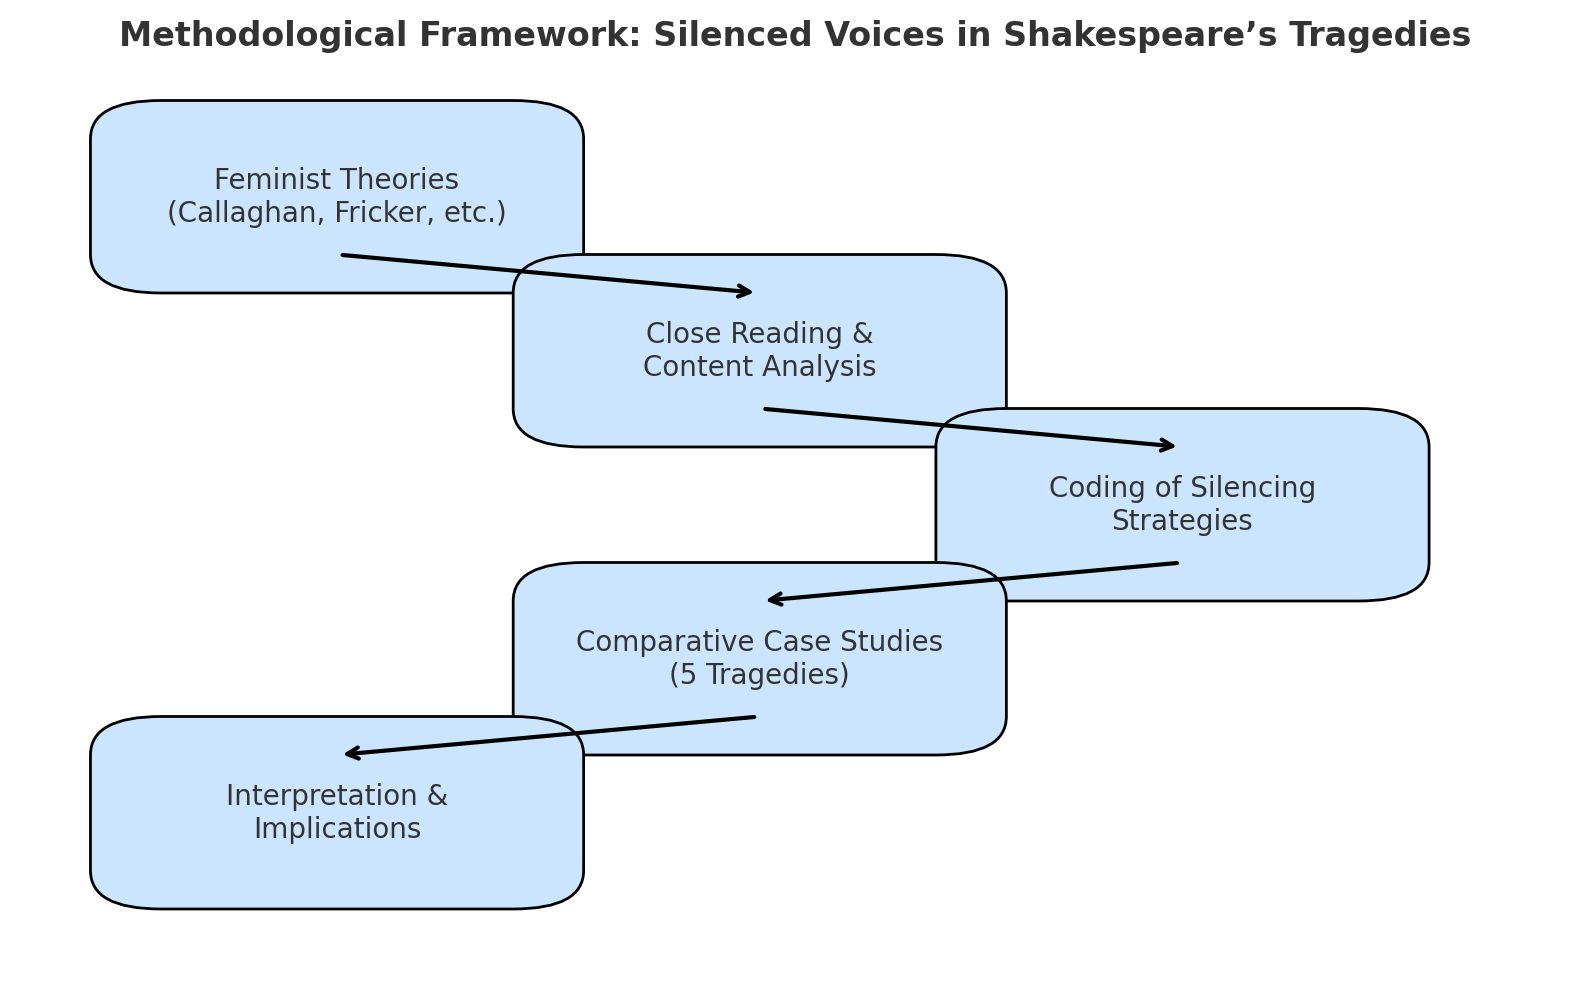 Methodological Framework: Silenced Voices in Shakespeare’s Tragedies
Feminist Theories
(Callaghan, Fricker, etc.)
Close Reading &
Content Analysis
Coding of Silencing
Strategies
Comparative Case Studies
(5 Tragedies)
Interpretation &
Implications